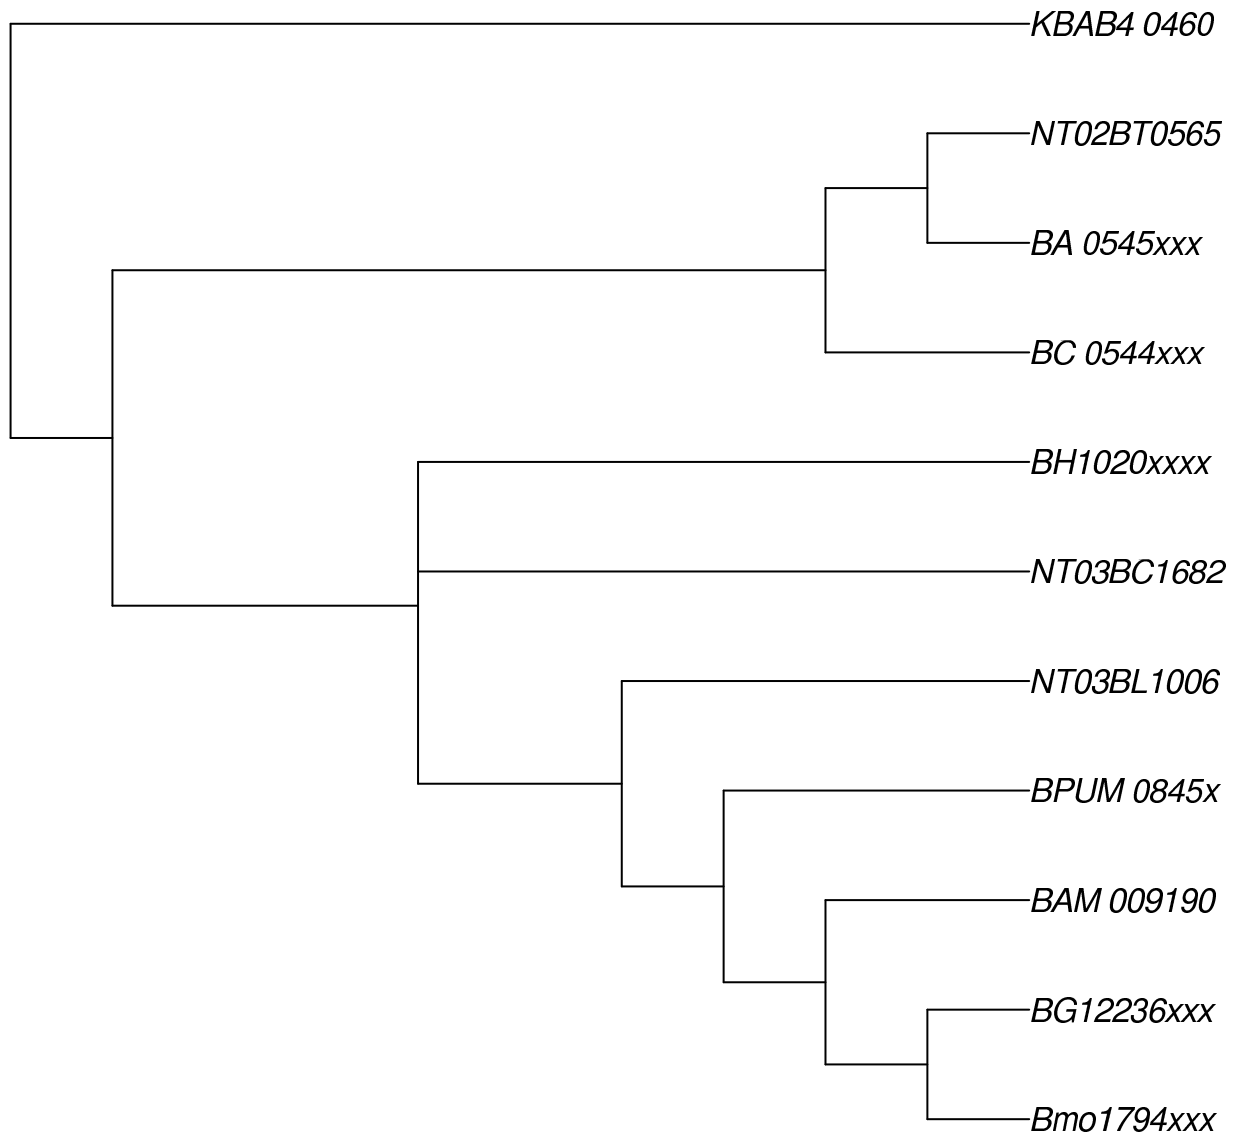 KBAB4 0460
NT02BT0565
BA 0545xxx
BC 0544xxx
BH1020xxxx
NT03BC1682
NT03BL1006
BPUM 0845x
BAM 009190
BG12236xxx
Bmo1794xxx